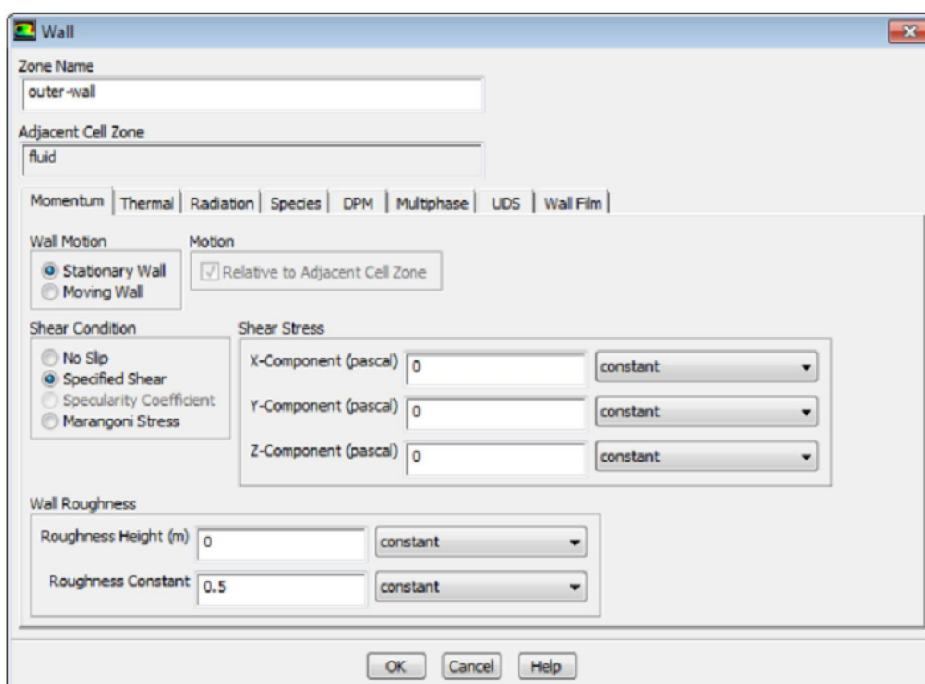 Wall
Zone Name
outer-wall
Adjacent Cell Zone
fluid
Momentum Thermal Radiation Species DPM Multiphase UDS Wall Film
Wall Motion Motion
Stationary Wall Relative to Adjacent Cell Zone
Moving Wall
Shear Condition Shear Stress
No Slip X-Component (pascal) 0 constant
Specified Shear
Specularity Coefficient Y-Component (pascal) 0 constant
Marangoni Stress
Z-Component (pascal) 0 constant
Wall Roughness
Roughness Height (m) 0 constant
Roughness Constant 0.5 constant
OK Cancel Help